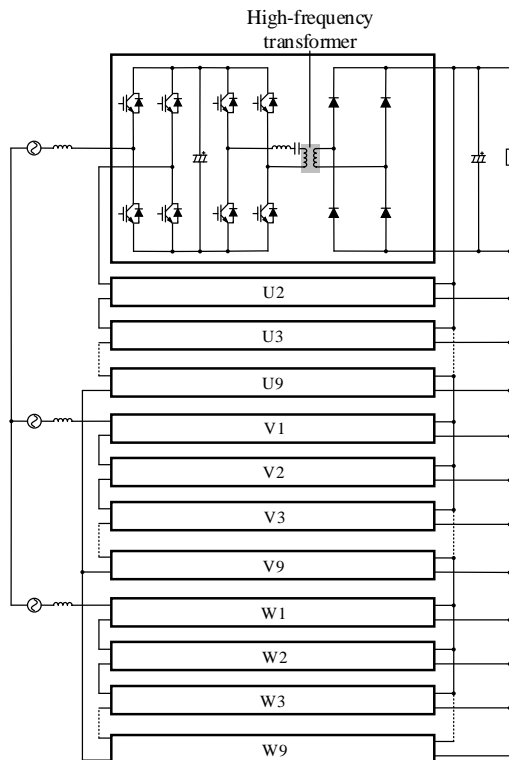 High-frequency
transformer
U2
U3
U9
V1
V2
V3
V9
W1
W2
W3
W9